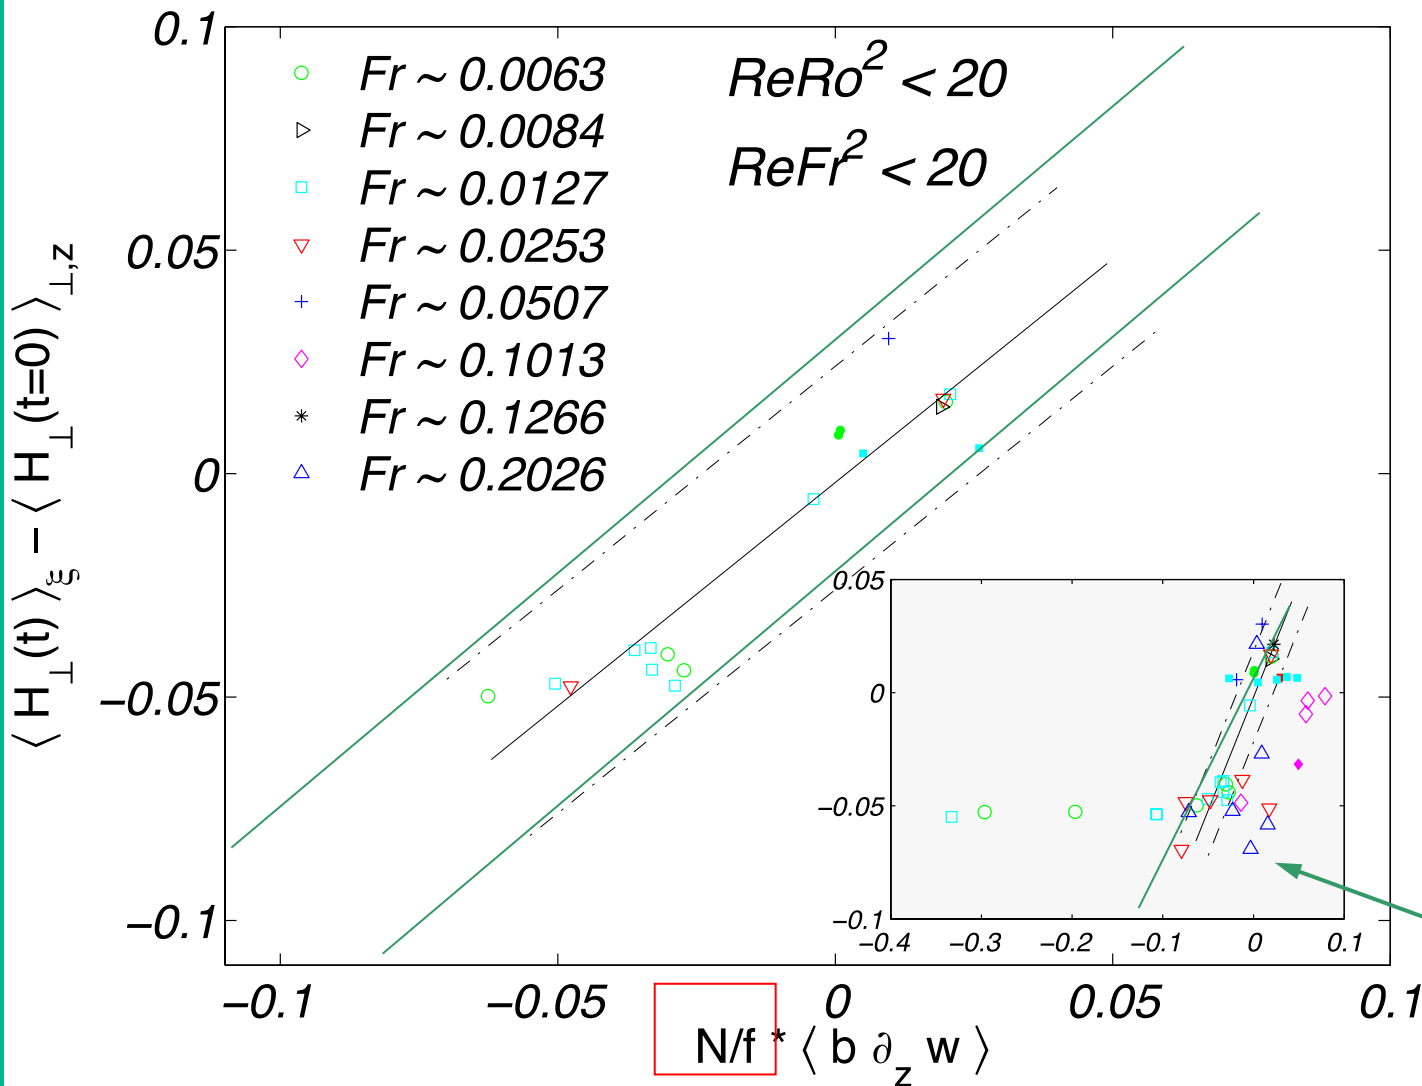 0.1
0.05
0
−0.05
−0.1
⟨ H⊥(t) ⟩ξ − ⟨ H⊥(t=0) ⟩⊥,z
Fr ~ 0.0063
Fr ~ 0.0084
Fr ~ 0.0127
Fr ~ 0.0253
Fr ~ 0.0507
Fr ~ 0.1013
Fr ~ 0.1266
Fr ~ 0.2026
ReRo² < 20
ReFr² < 20
0.05
0
−0.05
−0.1
−0.4 −0.3 −0.2 −0.1 0 0.1
−0.1 −0.05 0 0.05 0.1
N/f * ⟨ b ∂z w ⟩